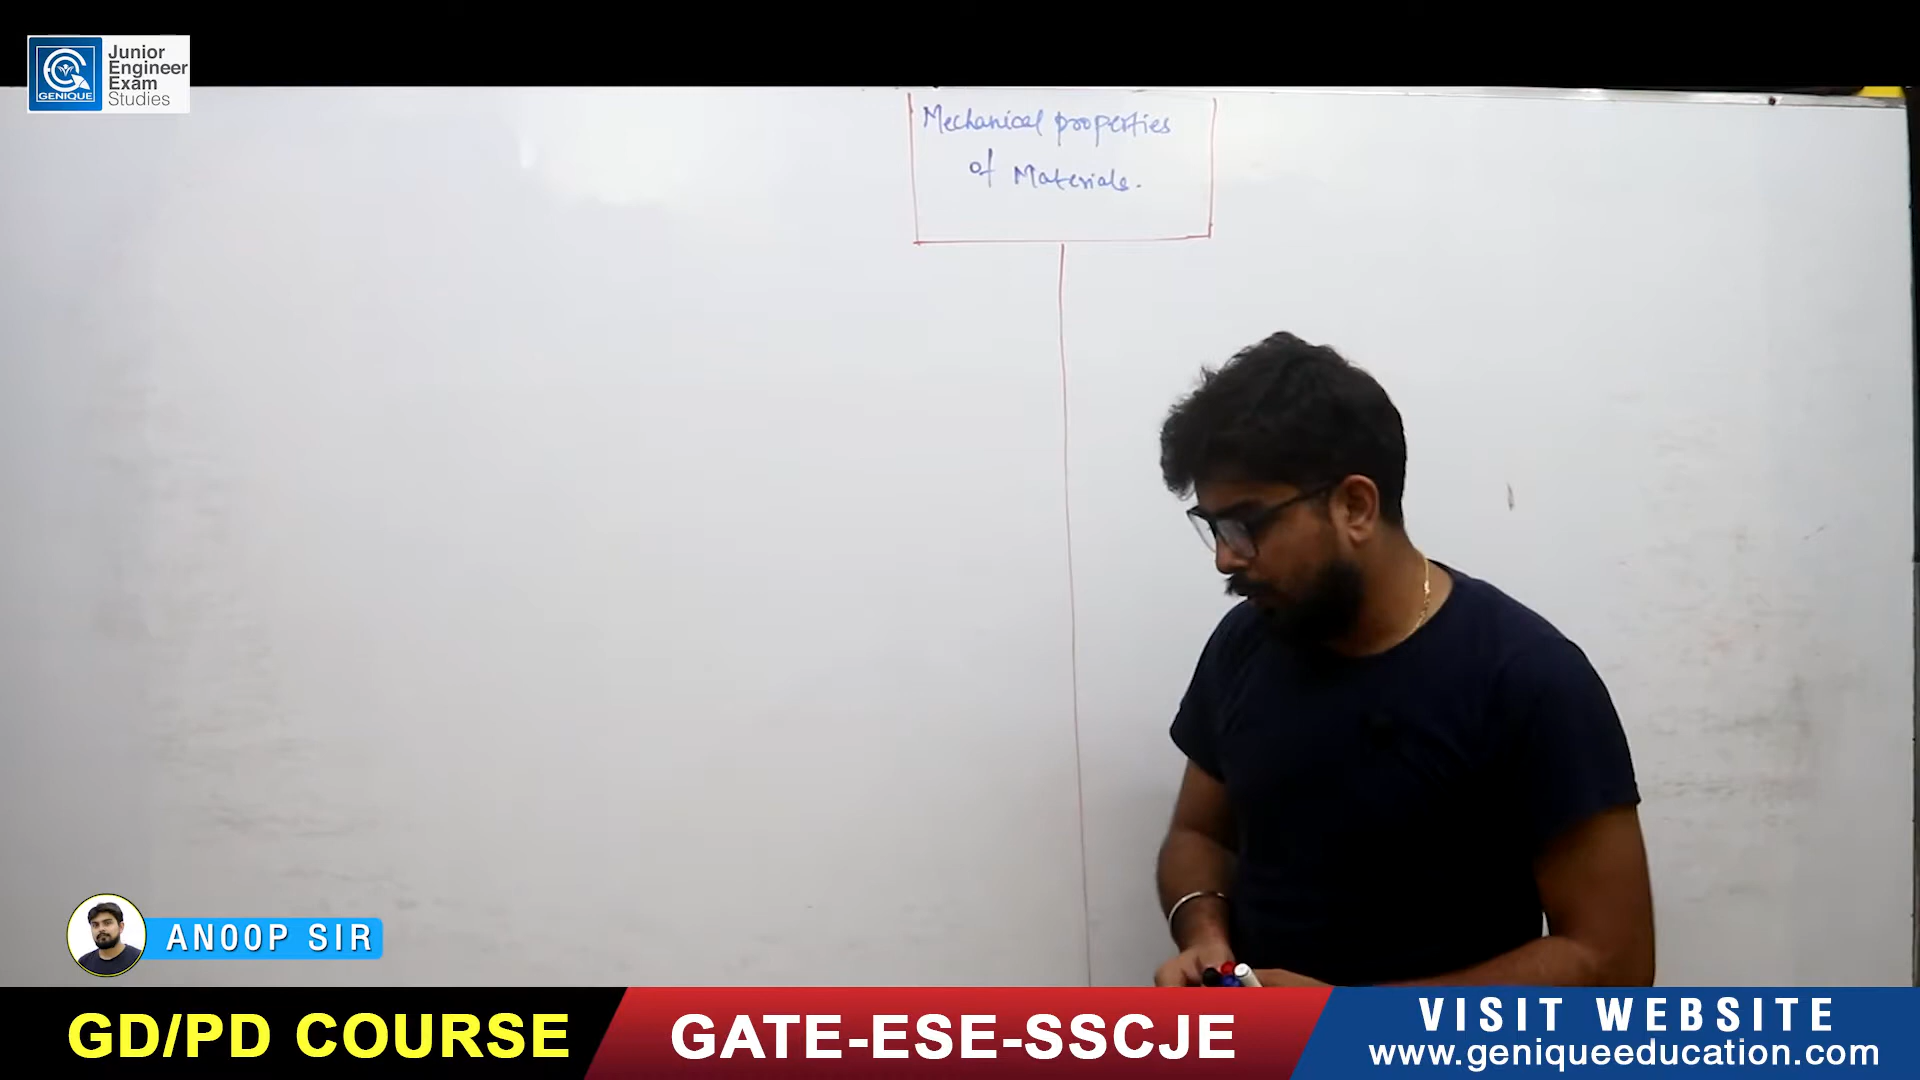 Junior
Engineer
Exam
Studies
GENIQUE
Mechanical properties
of Materials.
ANOOP SIR
GD/PD COURSE
GATE-ESE-SSCJE
VISIT WEBSITE
www.geniqueeducation.com